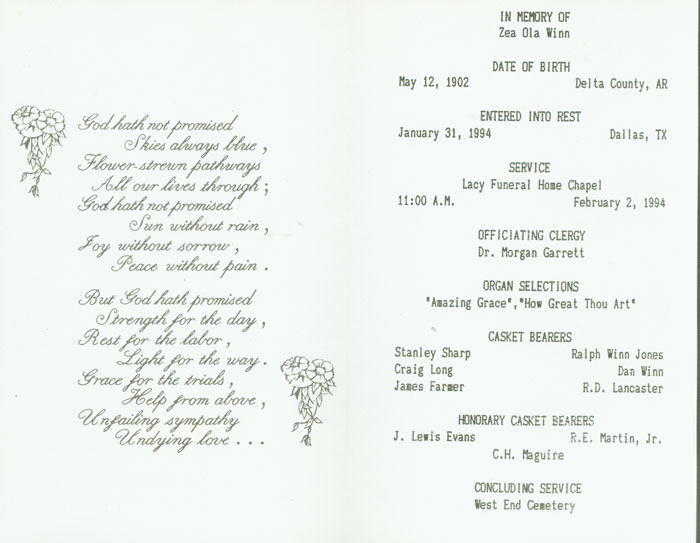 God hath not promised
Skies always blue,
Flower-strewn pathways
All our lives through;
God hath not promised
Sun without rain,
Joy without sorrow,
Peace without pain.
But God hath promised
Strength for the day,
Rest for the labor,
Light for the way.
Grace for the trials,
Help from above,
Unfailing sympathy
Undying love...
IN MEMORY OF
Zea Ola Winn
DATE OF BIRTH
May 12, 1902 Delta County, AR
ENTERED INTO REST
January 31, 1994 Dallas, TX
SERVICE
Lacy Funeral Home Chapel
11:00 A.M. February 2, 1994
OFFICIATING CLERGY
Dr. Morgan Garrett
ORGAN SELECTIONS
"Amazing Grace","How Great Thou Art"
CASKET BEARERS
Stanley Sharp Ralph Winn Jones
Craig Long Dan Winn
James Farmer R.D. Lancaster
HONORARY CASKET BEARERS
J. Lewis Evans R.E. Martin, Jr.
C.H. Maguire
CONCLUDING SERVICE
West End Cemetery